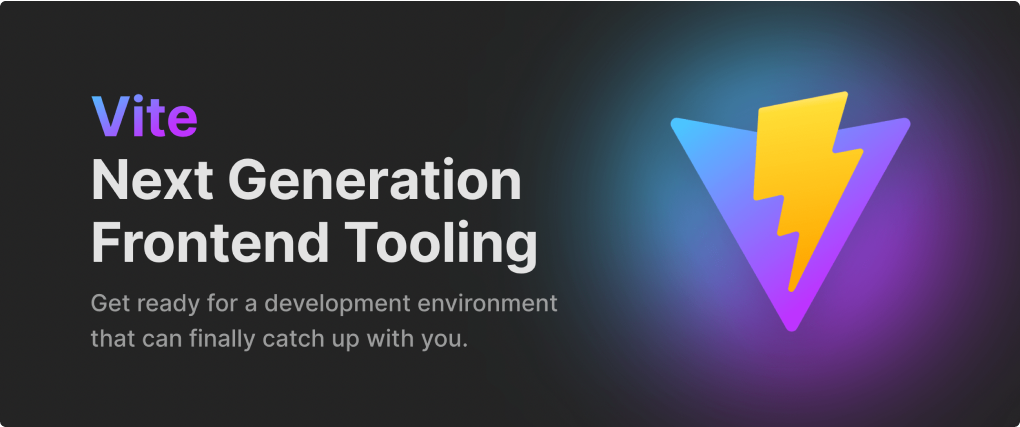 Vite
Next Generation
Frontend Tooling
Get ready for a development environment
that can finally catch up with you.